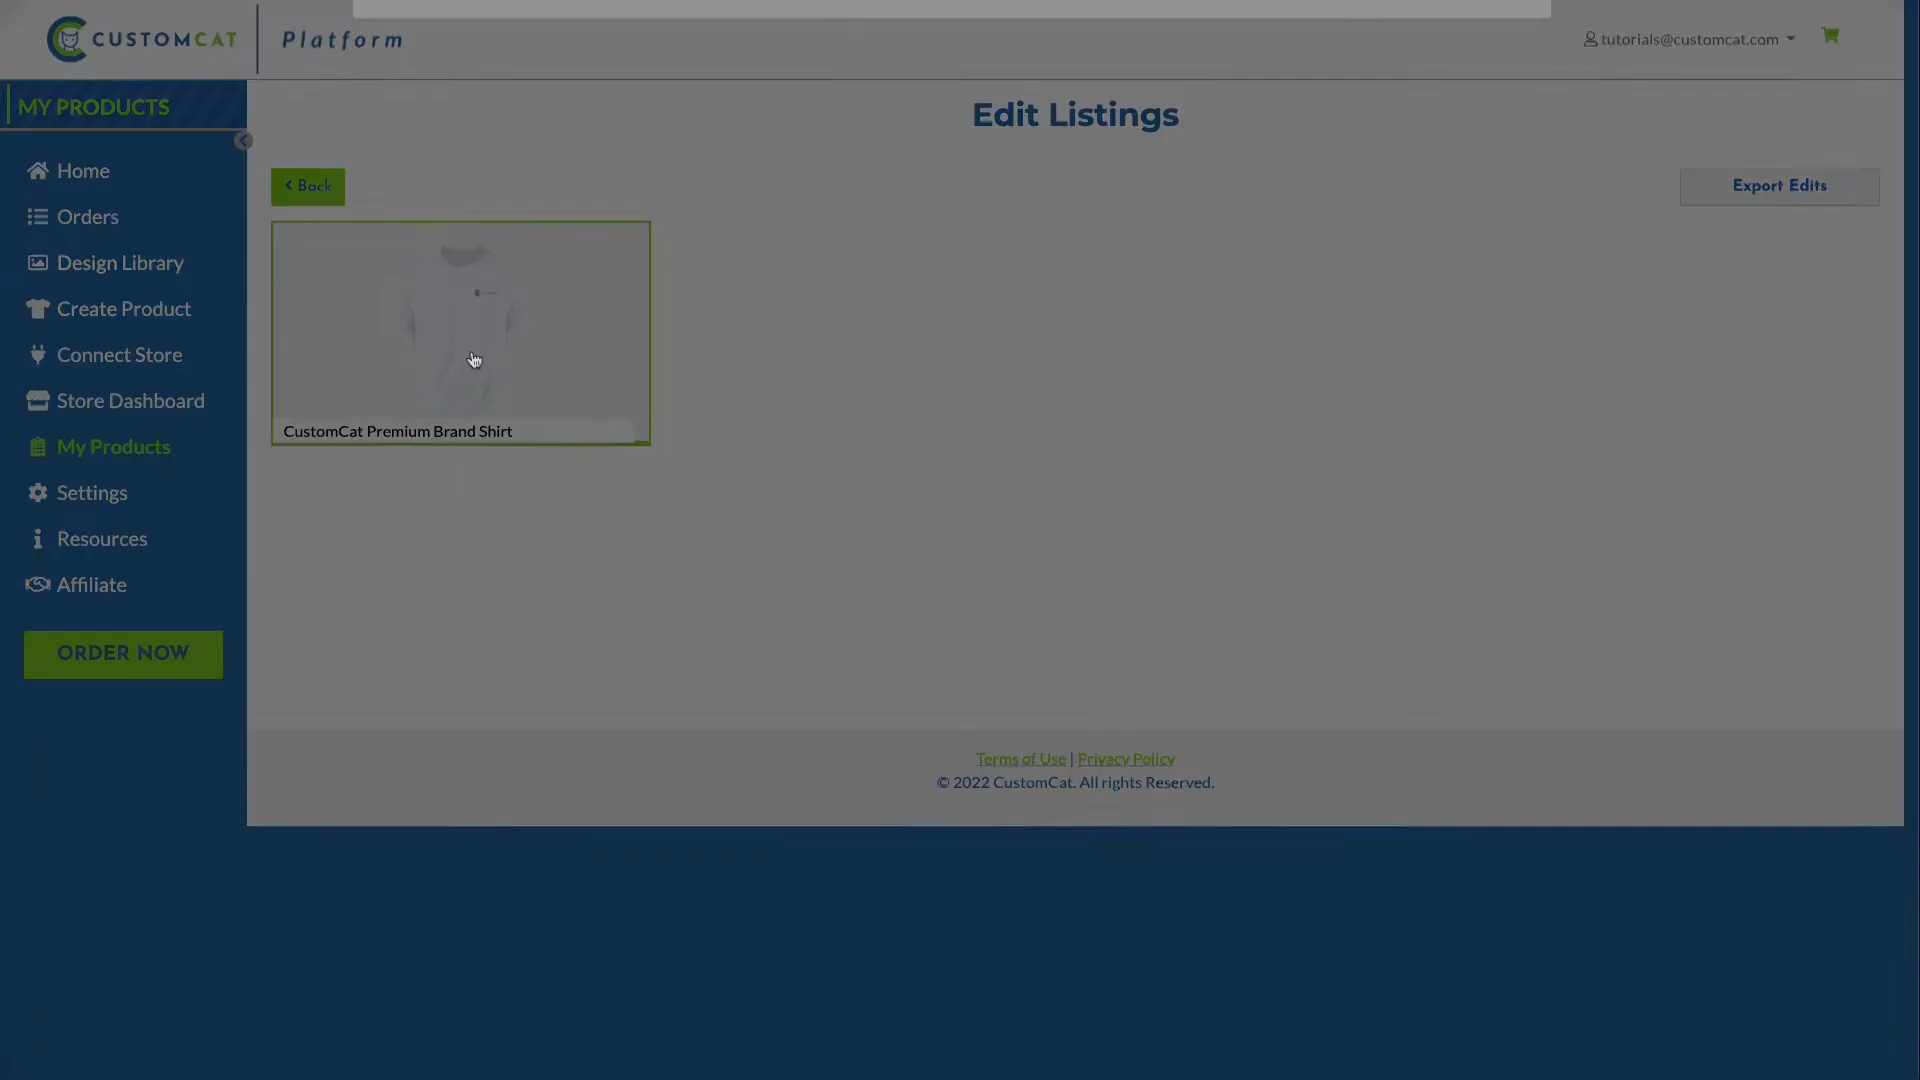 CUSTOMCAT
Platform
tutorials@customcat.com
MY PRODUCTS
Edit Listings
Home
Back
Export Edits
Orders
Design Library
Create Product
Connect Store
Store Dashboard
CustomCat Premium Brand Shirt
My Products
Settings
Resources
Affiliate
ORDER NOW
Terms of Use | Privacy Policy
© 2022 CustomCat. All rights Reserved.